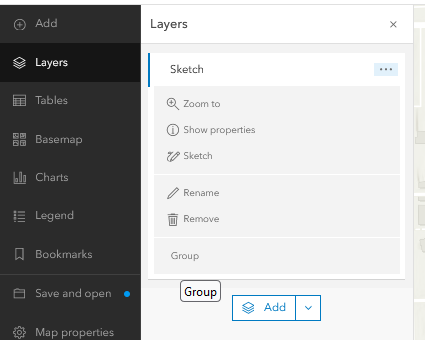 Add
Layers
Tables
Basemap
Charts
Legend
Bookmarks
Save and open
Map properties
Layers
Sketch
Zoom to
Show properties
Sketch
Rename
Remove
Group
Group
Add